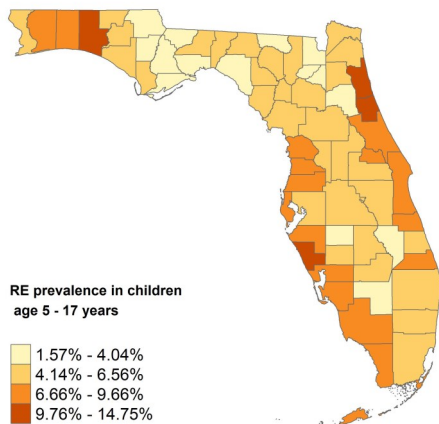 RE prevalence in children
age 5 - 17 years
1.57% - 4.04%
4.14% - 6.56%
6.66% - 9.66%
9.76% - 14.75%